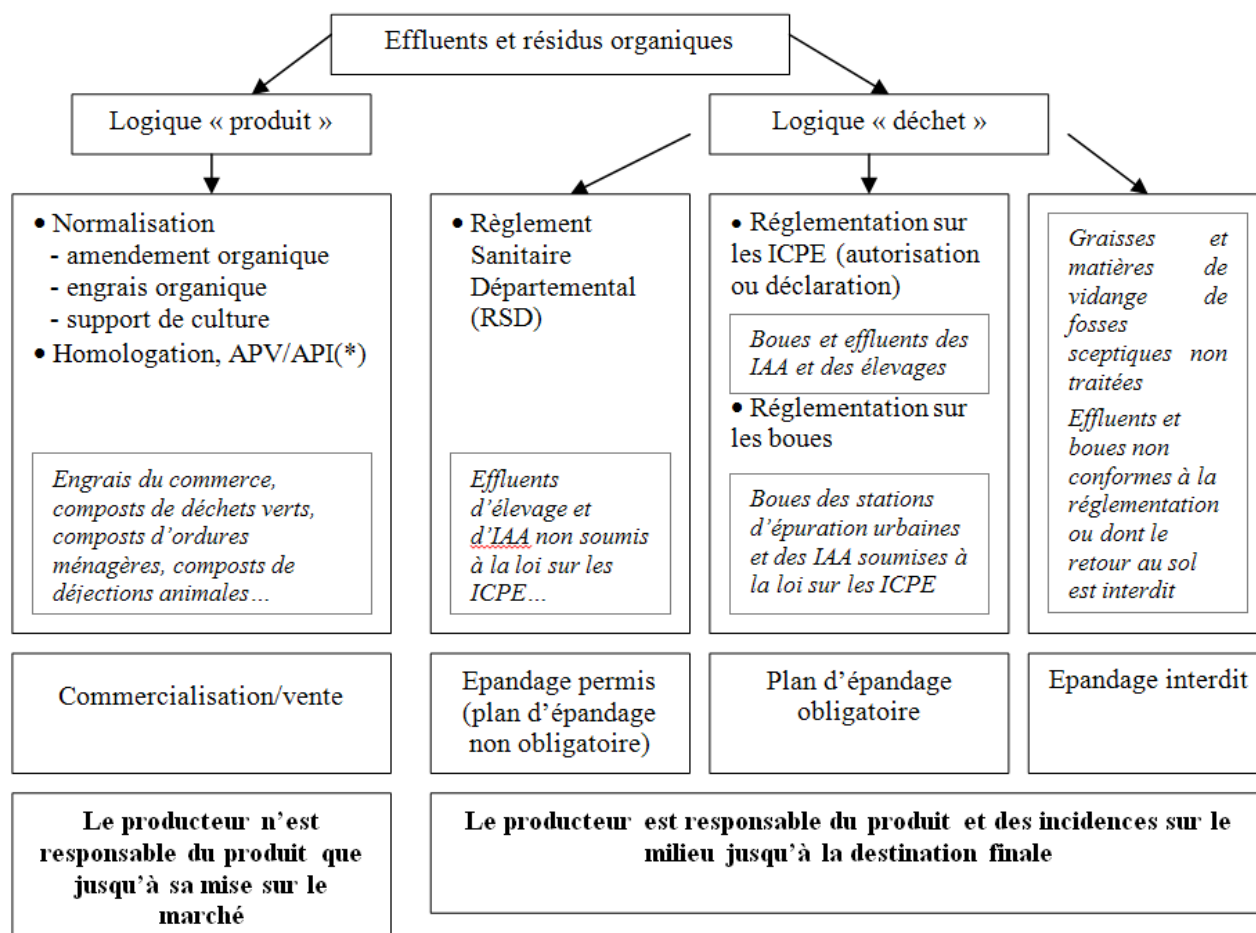 Effluents et résidus organiques
Logique « produit »
Logique « déchet »
• Normalisation
- amendement organique
- engrais organique
- support de culture
• Homologation, APV/API(*)
Engrais du commerce,
composts de déchets verts,
composts d'ordures
ménagères, composts de
déjections animales…
• Règlement
Sanitaire
Départemental
(RSD)
Effluents
d'élevage et
d'IAA non soumis
à la loi sur les
ICPE…
• Réglementation sur
les ICPE (autorisation
ou déclaration)
Boues et effluents des
IAA et des élevages
• Réglementation sur
les boues
Boues des stations
d'épuration urbaines
et des IAA soumises à
la loi sur les ICPE
Graisses et
matières de
vidange de
fosses
sceptiques non
traitées
Effluents et
boues non
conformes à la
réglementation
ou dont le
retour au sol
est interdit
Commercialisation/vente
Epandage permis
(plan d'épandage
non obligatoire)
Plan d'épandage
obligatoire
Epandage interdit
Le producteur n'est
responsable du produit que
jusqu'à sa mise sur le
marché
Le producteur est responsable du produit et des incidences sur le
milieu jusqu'à la destination finale